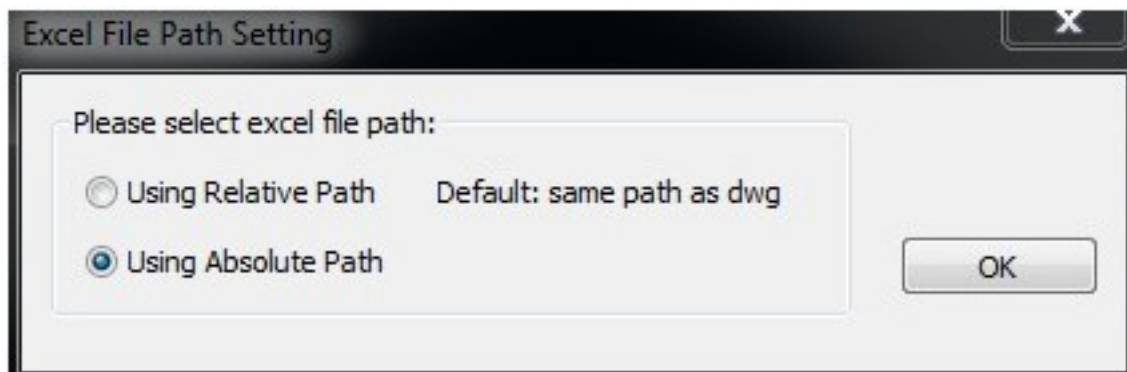 Excel File Path Setting
X
Please select excel file path:
Using Relative Path Default: same path as dwg
Using Absolute Path
OK